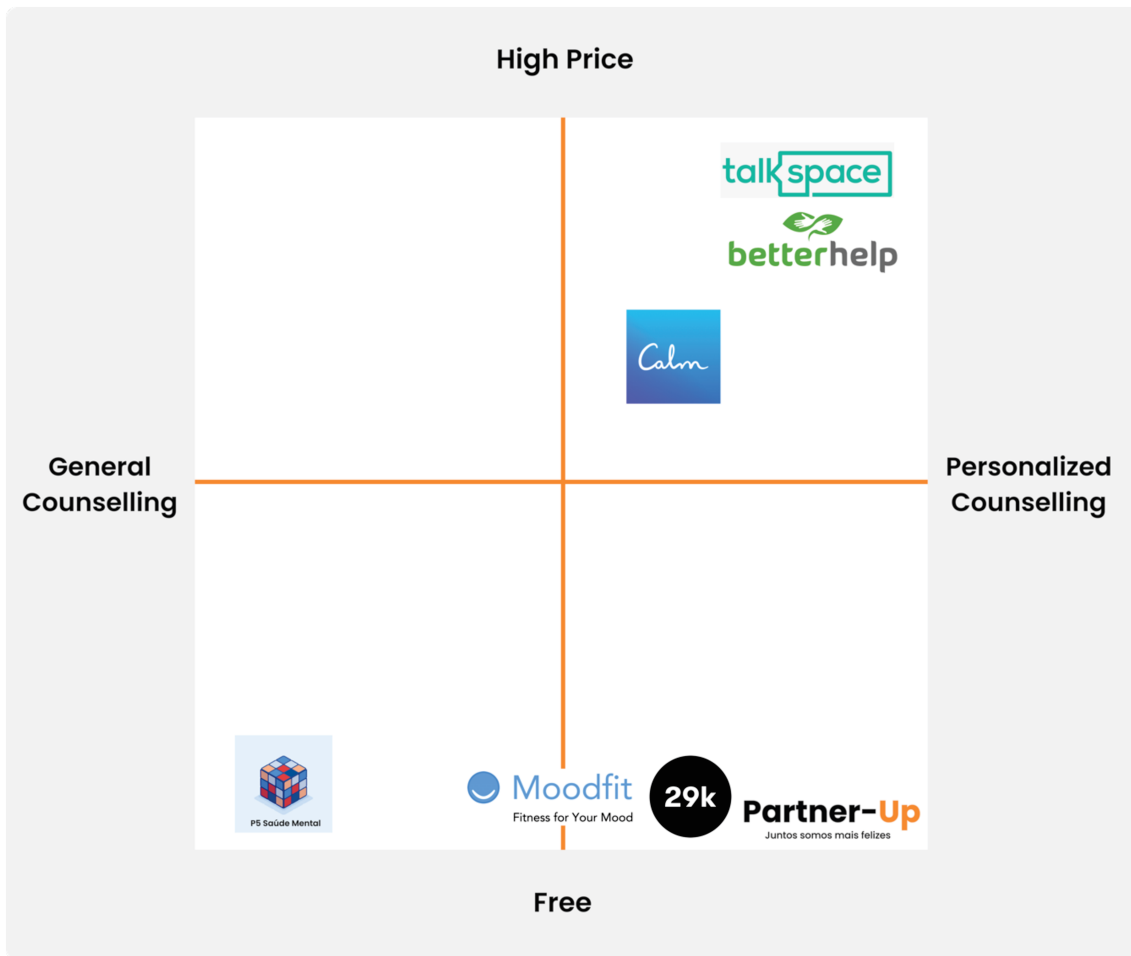 High Price
talkspace
betterhelp
Calm
General
Counselling
Personalized
Counselling
P5 Saúde Mental
Moodfit
Fitness for Your Mood
29k
Partner-Up
Juntos somos mais felizes
Free